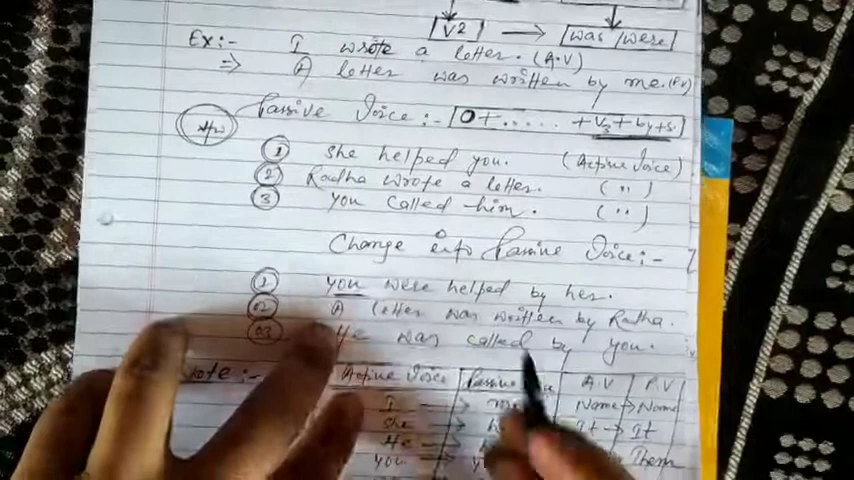 V2 → was/were
Ex:- I wrote a letter. (A.V)
⇒ A letter was written by me. (P.V)
H/W Passive Voice :- O + ...... + V3 + by + s.
1 She helped you. (Active Voice)
2 Radha wrote a letter. (")
3 you called him. (")
Change into Passive Voice :-
1 you were helped by her.
02 A letter was written by Radha.
03 He was called by you.
Note :- Active Voice Passive A.V P.V
I → Name → Name
She → It → It
He →
you → Them